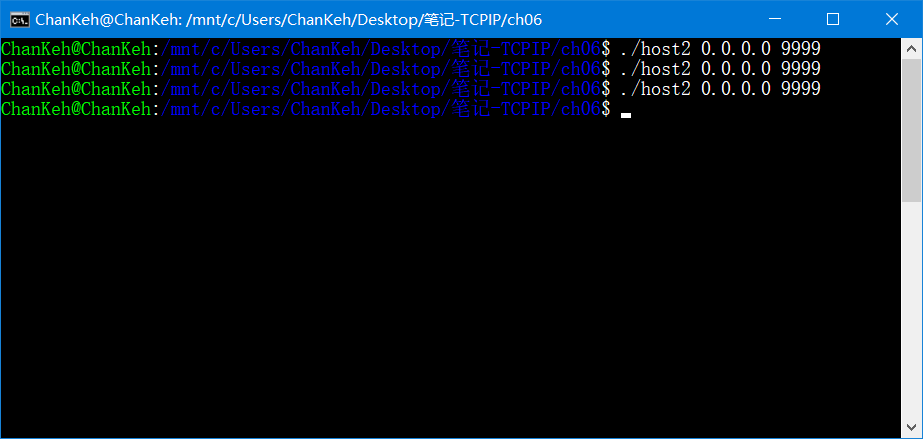 ChanKeh@ChanKeh: /mnt/c/Users/ChanKeh/Desktop/笔记-TCPIP/ch06
ChanKeh@ChanKeh:/mnt/c/Users/ChanKeh/Desktop/笔记-TCPIP/ch06$ ./host2 0.0.0.0 9999
ChanKeh@ChanKeh:/mnt/c/Users/ChanKeh/Desktop/笔记-TCPIP/ch06$ ./host2 0.0.0.0 9999
ChanKeh@ChanKeh:/mnt/c/Users/ChanKeh/Desktop/笔记-TCPIP/ch06$ ./host2 0.0.0.0 9999
ChanKeh@ChanKeh:/mnt/c/Users/ChanKeh/Desktop/笔记-TCPIP/ch06$